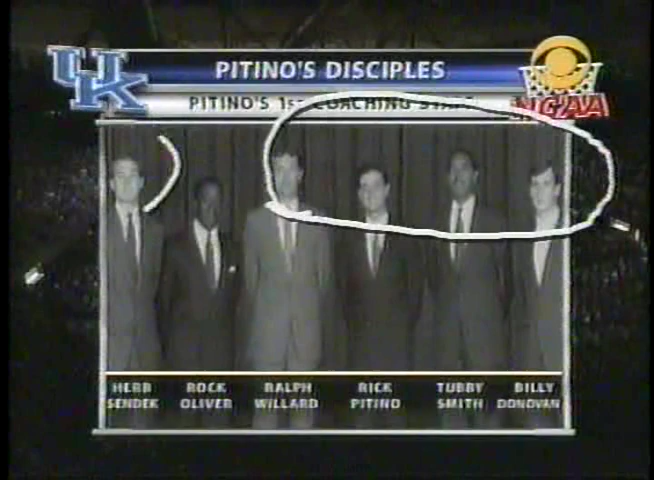 UK
PITINO'S DISCIPLES
PITINO'S 1ST COACHING STAFF
NCAA
HERB SENDEK
ROCK OLIVER
RALPH WILLARD
RICK PITINO
TUBBY SMITH
BILLY DONOVAN